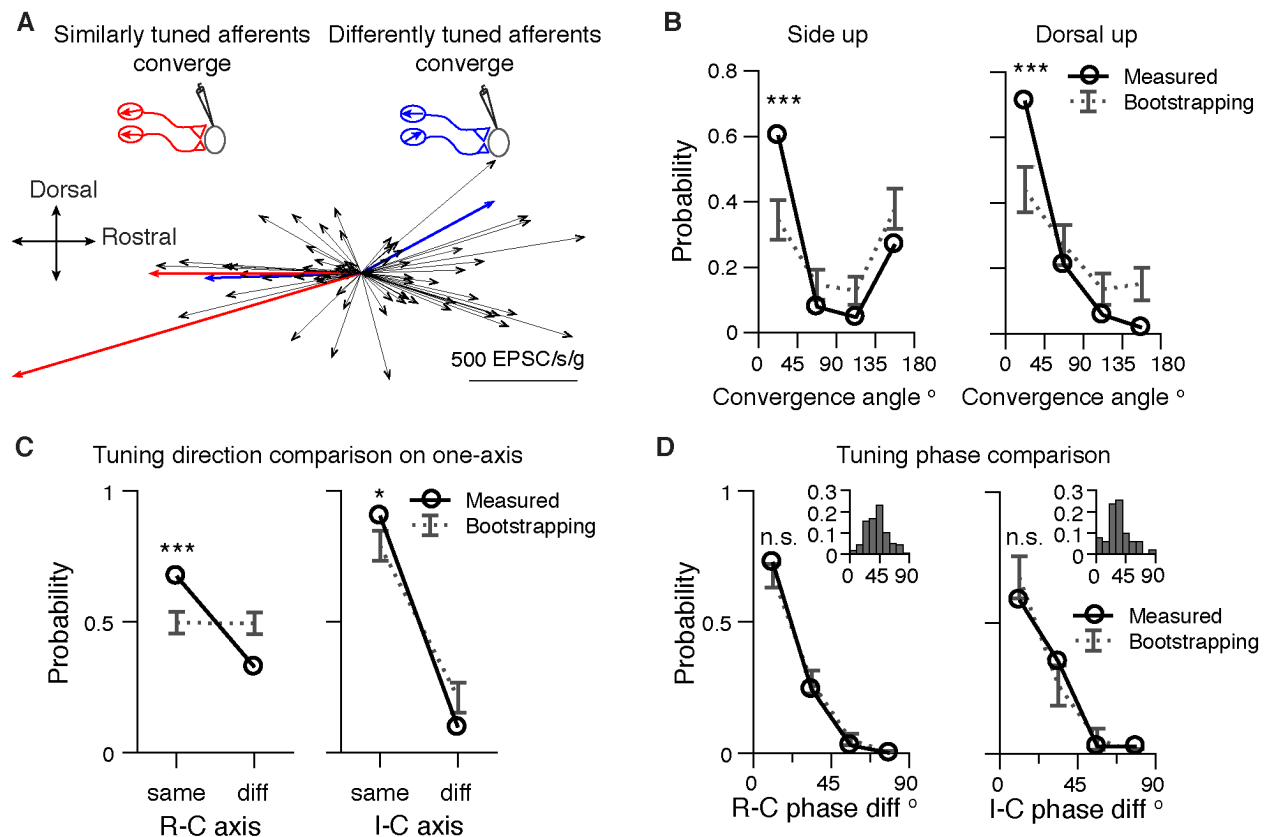 A
Similarly tuned afferents
converge
Differently tuned afferents
converge
Dorsal
Rostral
500 EPSC/s/g
B
Side up
Dorsal up
Measured
Bootstrapping
***
***
0.8
0.6
0.4
0.2
0
Probability
0 45 90 135 180
0 45 90 135 180
Convergence angle °
Convergence angle °
C
Tuning direction comparison on one-axis
Measured
Bootstrapping
***
*
1
0.5
0
Probability
same diff
same diff
R-C axis
I-C axis
D
Tuning phase comparison
n.s.
n.s.
0.3
0.2
0.1
0
0 45 90
0.3
0.2
0.1
0
0 45 90
Measured
Bootstrapping
1
0.5
0
Probability
0 45 90
0 45 90
R-C phase diff °
I-C phase diff °